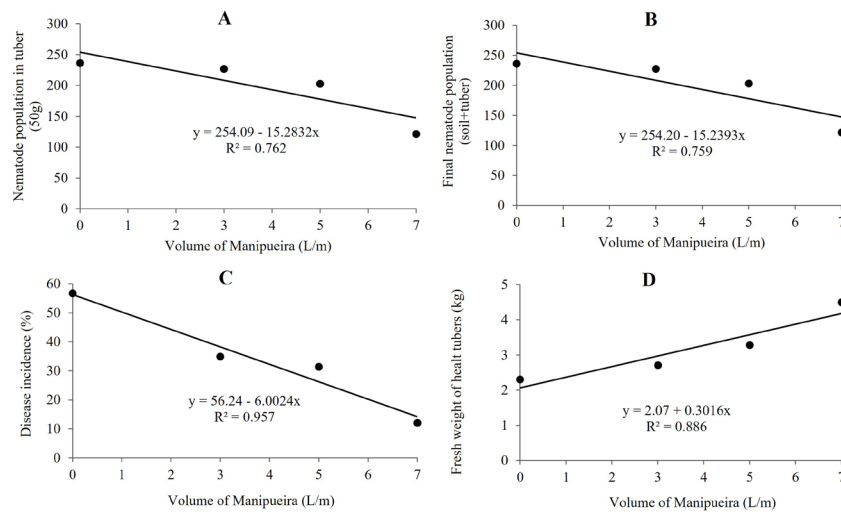 A
300
250
200
150
100
50
0
Nematode population in tuber
(50g)
y = 254.09 - 15.2832x
R² = 0.762
0 1 2 3 4 5 6 7
Volume of Manipueira (L/m)
B
300
250
200
150
100
50
0
Final nematode population
(soil+tuber)
y = 254.20 - 15.2393x
R² = 0.759
0 1 2 3 4 5 6 7
Volume of Manipueira (L/m)
C
60
50
40
30
20
10
0
Disease incidence (%)
y = 56.24 - 6.0024x
R² = 0.957
0 1 2 3 4 5 6 7
Volume of Manipueira (L/m)
D
5
4
3
2
1
0
Fresh weight of healt tubers (kg)
y = 2.07 + 0.3016x
R² = 0.886
0 1 2 3 4 5 6 7
Volume of Manipueira (L/m)